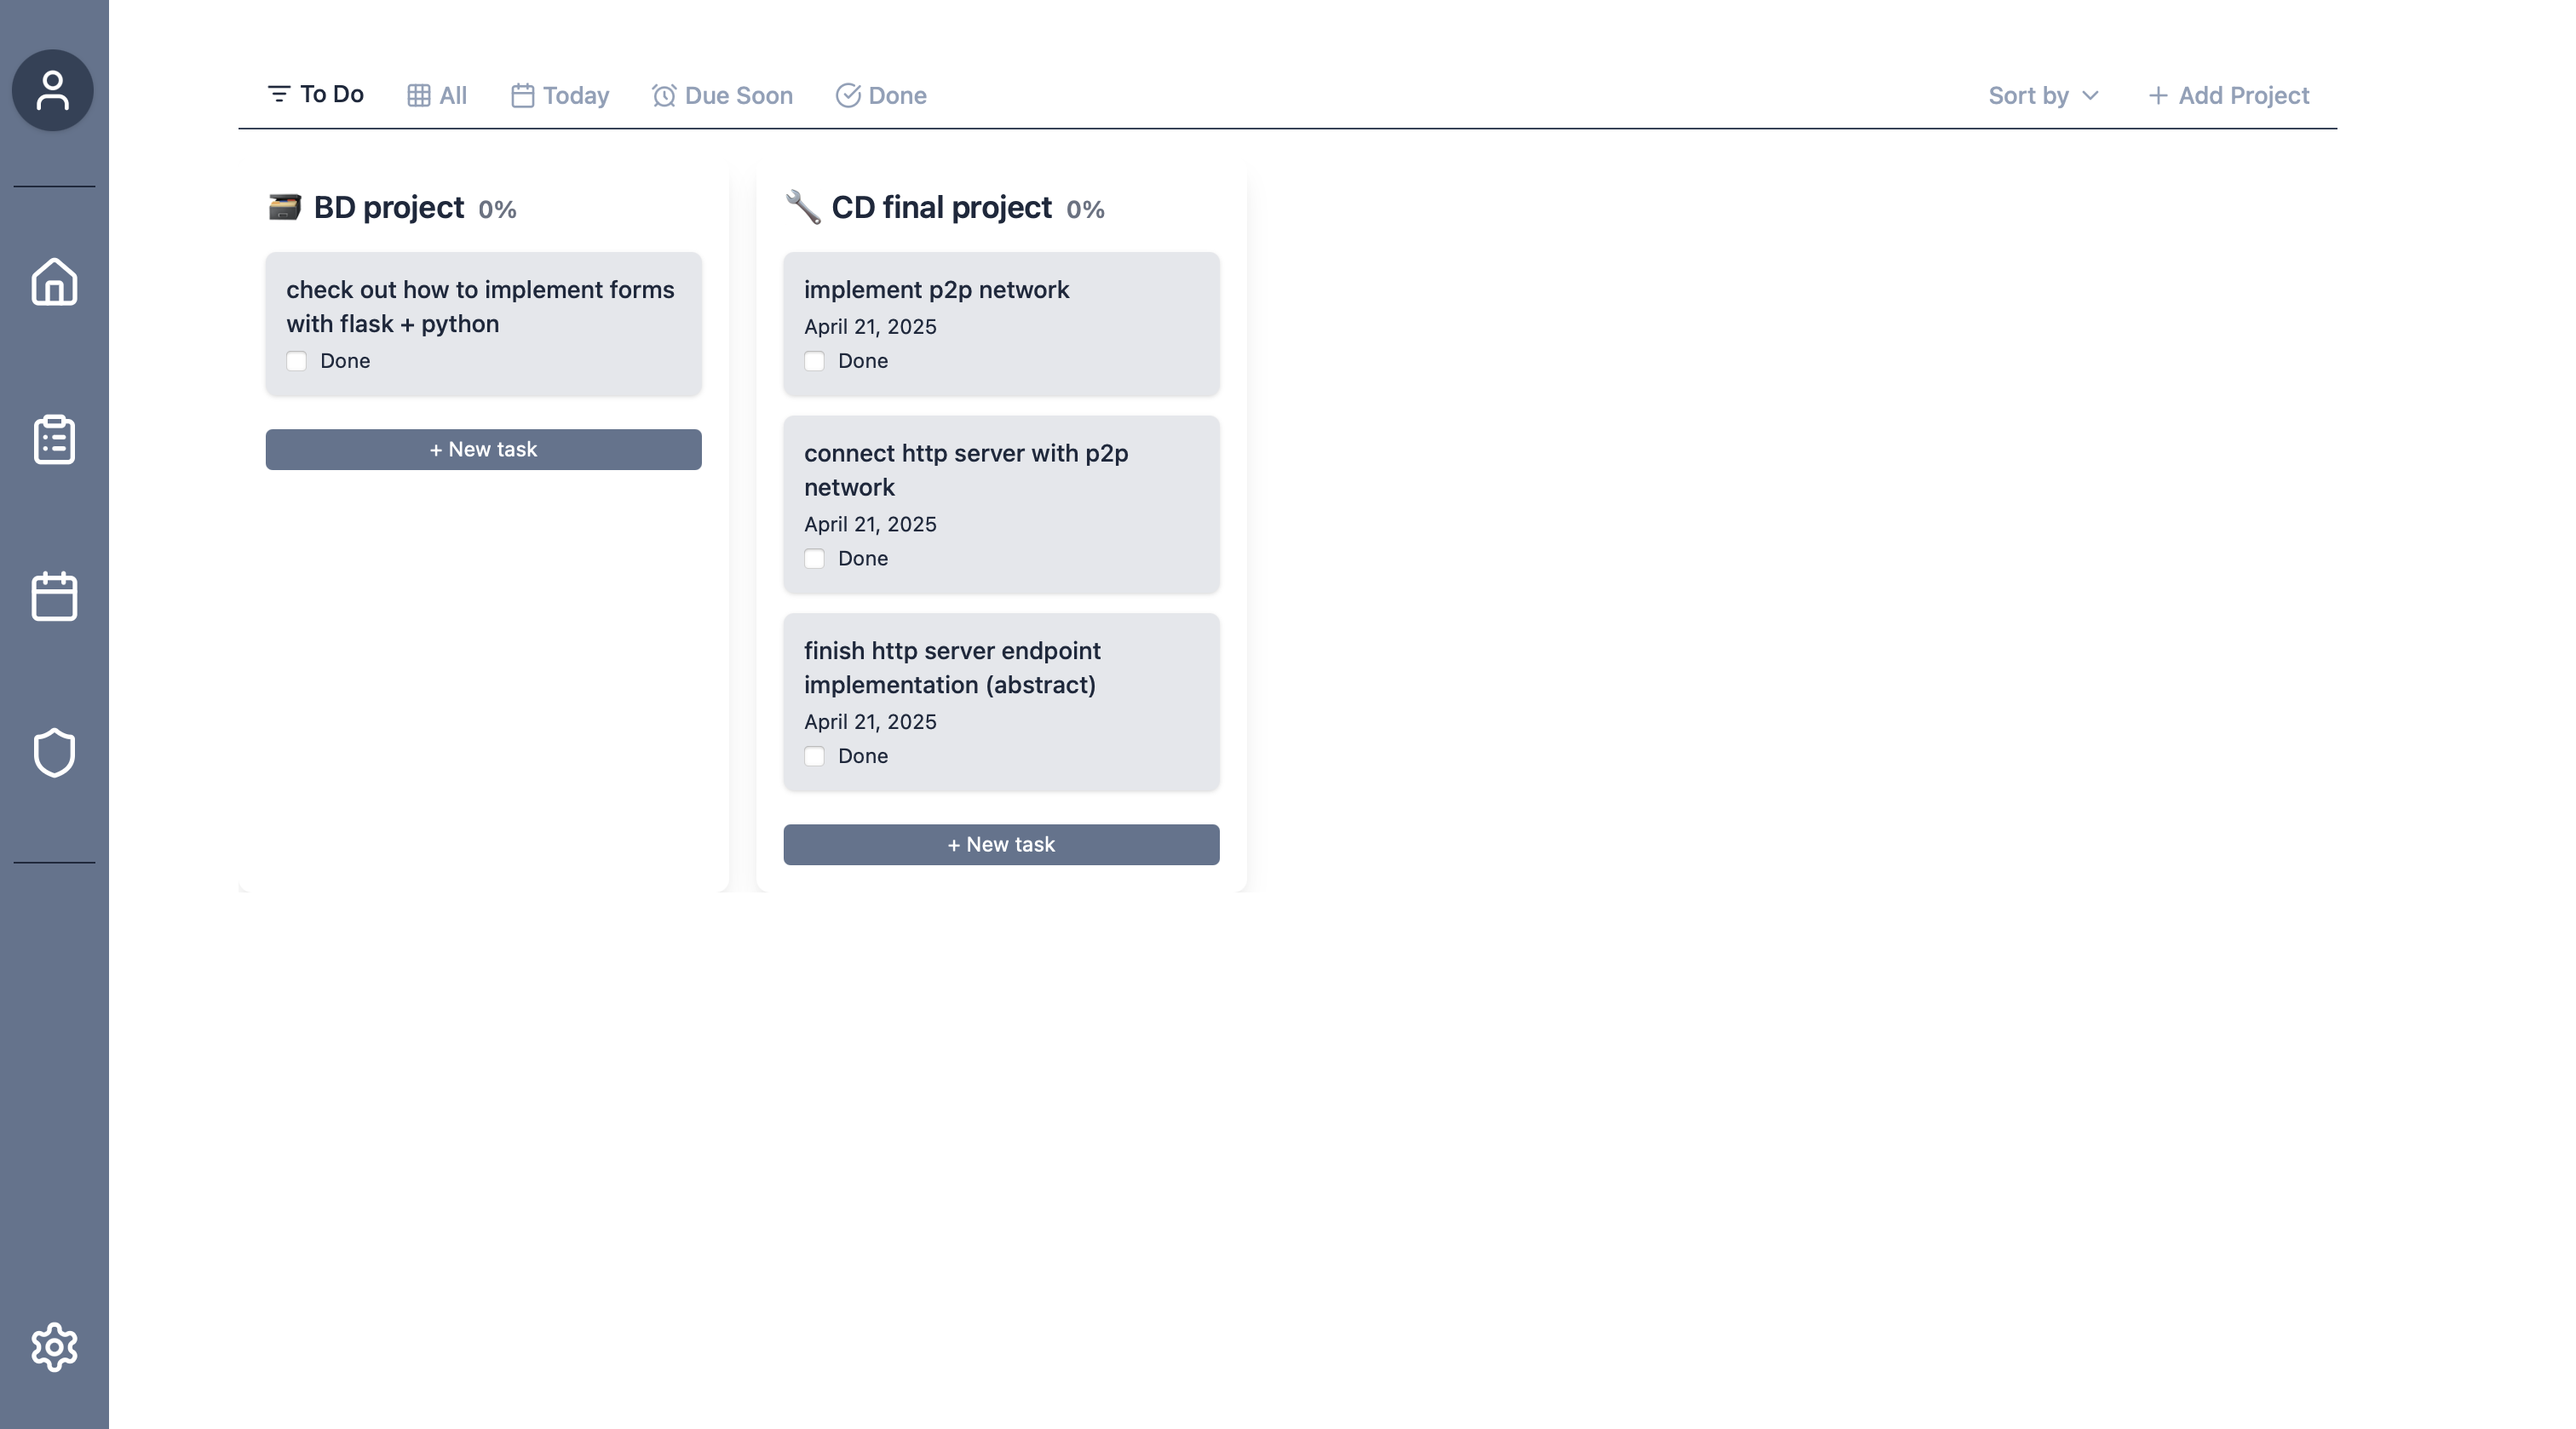 To Do
All
Today
Due Soon
Done
Sort by
+ Add Project
BD project 0%
check out how to implement forms
with flask + python
Done
+ New task
CD final project 0%
implement p2p network
April 21, 2025
Done
connect http server with p2p
network
April 21, 2025
Done
finish http server endpoint
implementation (abstract)
April 21, 2025
Done
+ New task